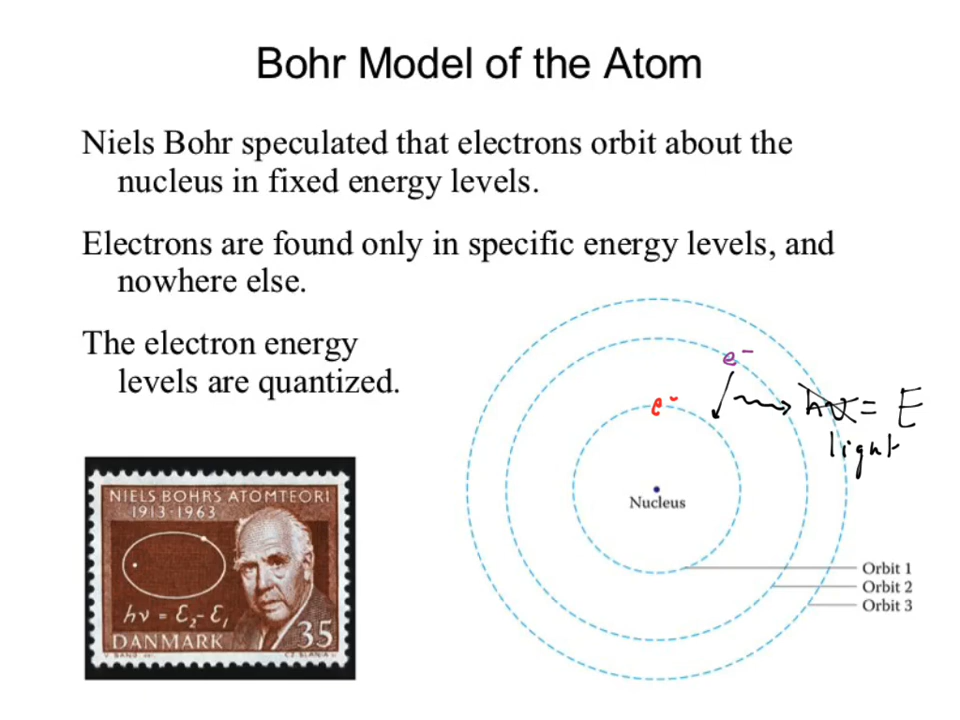 Bohr Model of the Atom
Niels Bohr speculated that electrons orbit about the
nucleus in fixed energy levels.
Electrons are found only in specific energy levels, and
nowhere else.
The electron energy
levels are quantized.
e⁻
e⁻
hν = E
light
Nucleus
Orbit 1
Orbit 2
Orbit 3
NIELS BOHRS ATOMTEORI
1913-1963
hν = E₂-E₁
DANMARK 35